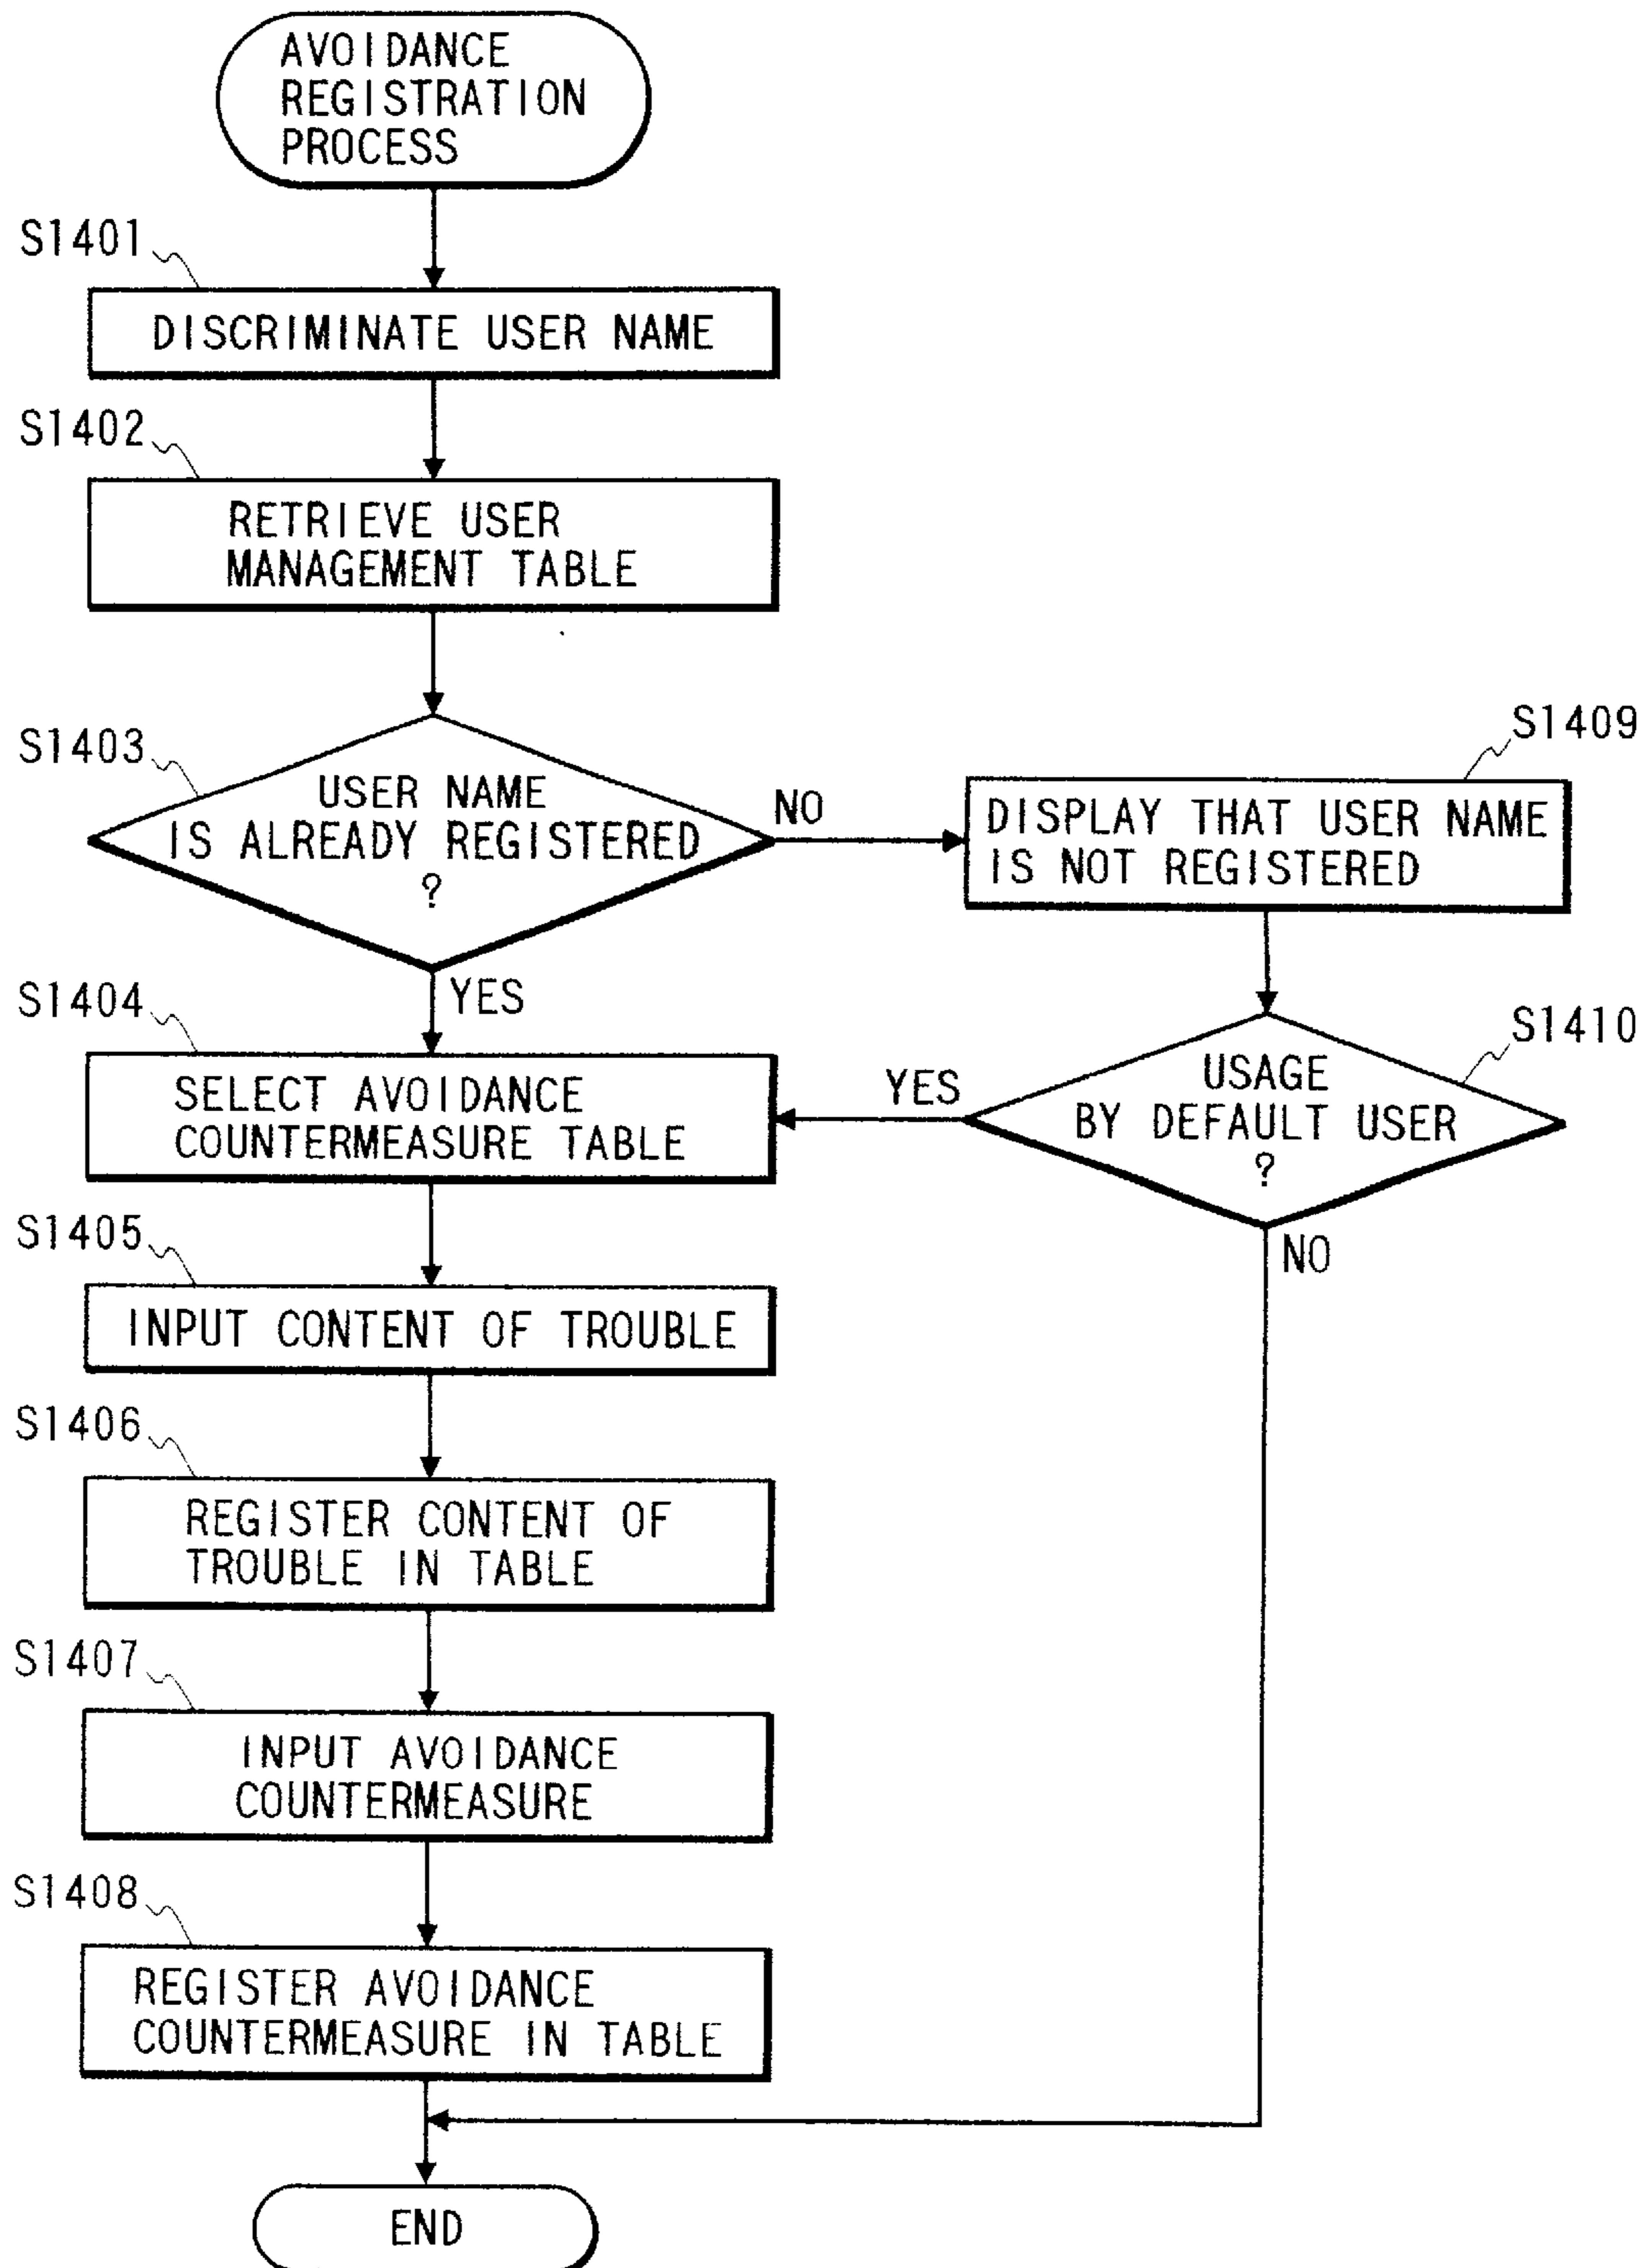 AVOIDANCE
REGISTRATION
PROCESS
S1401
DISCRIMINATE USER NAME
S1402
RETRIEVE USER
MANAGEMENT TABLE
S1403
USER NAME
IS ALREADY REGISTERED
?
NO
S1409
DISPLAY THAT USER NAME
IS NOT REGISTERED
YES
S1404
SELECT AVOIDANCE
COUNTERMEASURE TABLE
YES
S1410
USAGE
BY DEFAULT USER
?
NO
S1405
INPUT CONTENT OF TROUBLE
S1406
REGISTER CONTENT OF
TROUBLE IN TABLE
S1407
INPUT AVOIDANCE
COUNTERMEASURE
S1408
REGISTER AVOIDANCE
COUNTERMEASURE IN TABLE
END